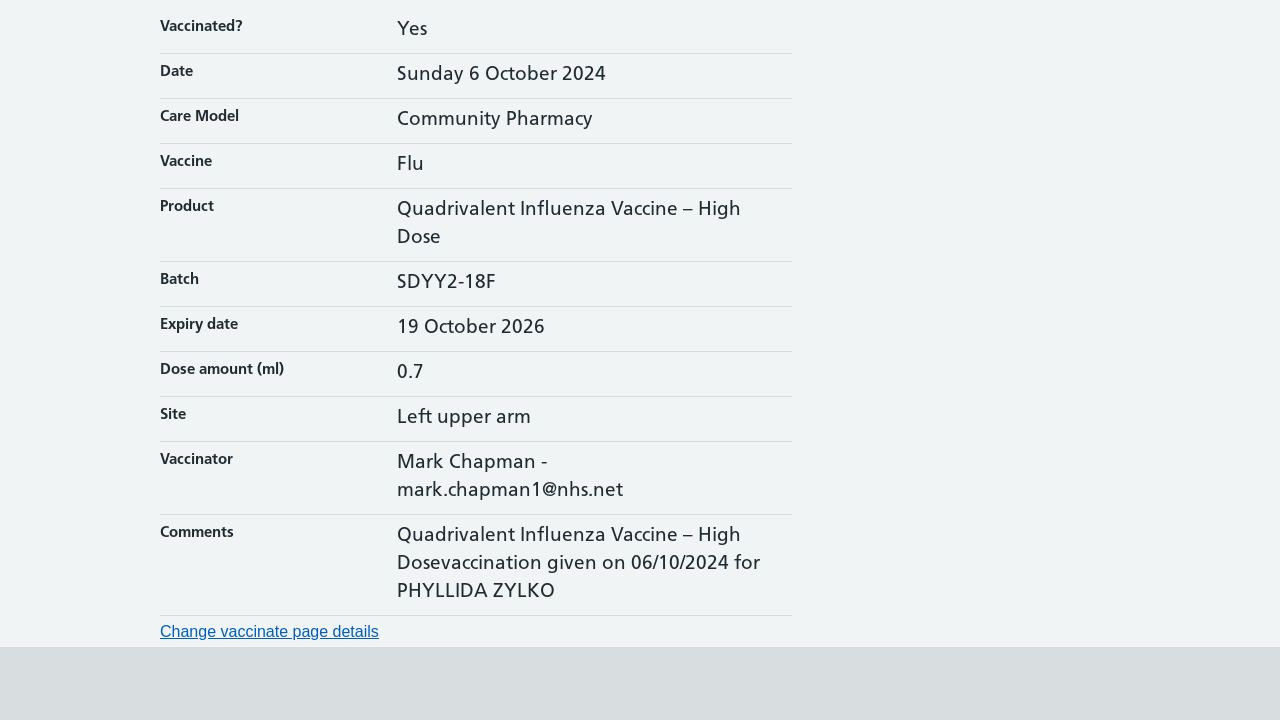 Vaccinated? Yes
Date Sunday 6 October 2024
Care Model Community Pharmacy
Vaccine Flu
Product Quadrivalent Influenza Vaccine – High
Dose
Batch SDYY2-18F
Expiry date 19 October 2026
Dose amount (ml) 0.7
Site Left upper arm
Vaccinator Mark Chapman -
mark.chapman1@nhs.net
Comments Quadrivalent Influenza Vaccine – High
Dosevaccination given on 06/10/2024 for
PHYLLIDA ZYLKO
Change vaccinate page details